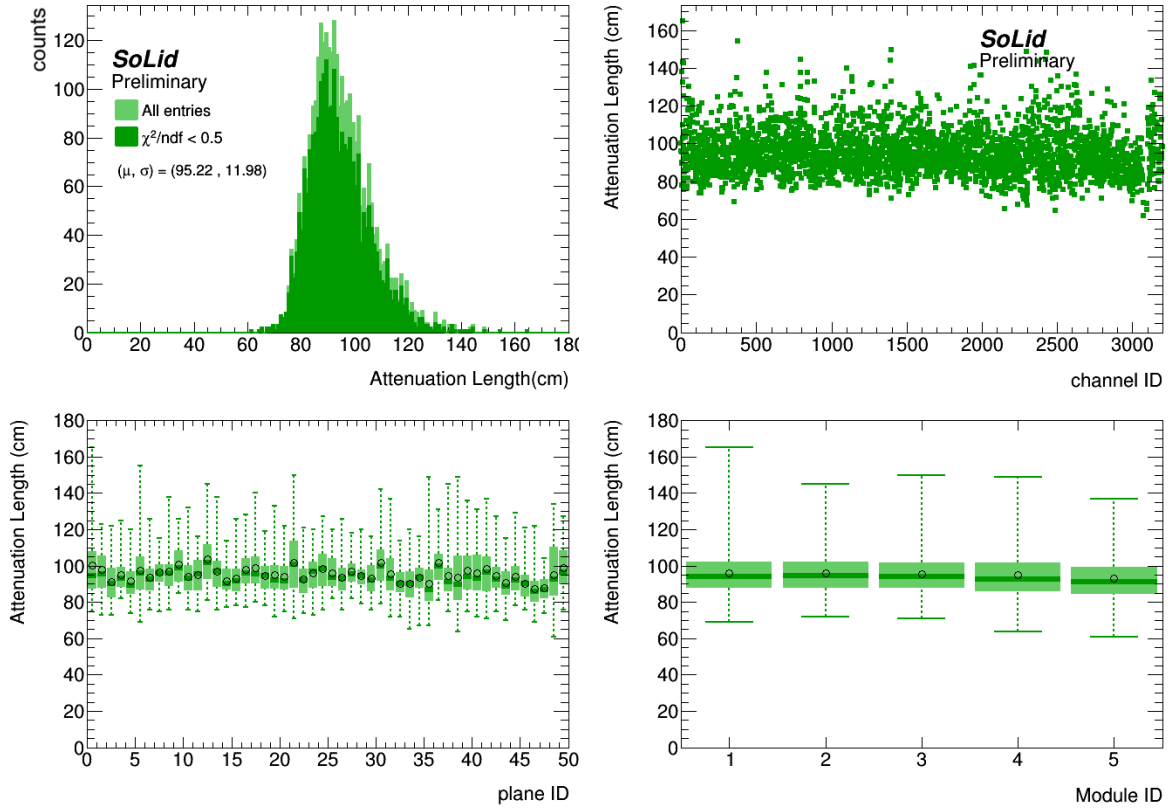 counts
120
100
80
60
40
20
0
SoLid
Preliminary
All entries
χ²/ndf < 0.5
(μ, σ) = (95.22 , 11.98)
0 20 40 60 80 100 120 140 160 180
Attenuation Length(cm)
Attenuation Length (cm)
160
140
120
100
80
60
40
20
0
SoLid
Preliminary
0 500 1000 1500 2000 2500 3000
channel ID
Attenuation Length (cm)
180
160
140
120
100
80
60
40
20
0
0 5 10 15 20 25 30 35 40 45 50
plane ID
Attenuation Length (cm)
180
160
140
120
100
80
60
40
20
0
1 2 3 4 5
Module ID